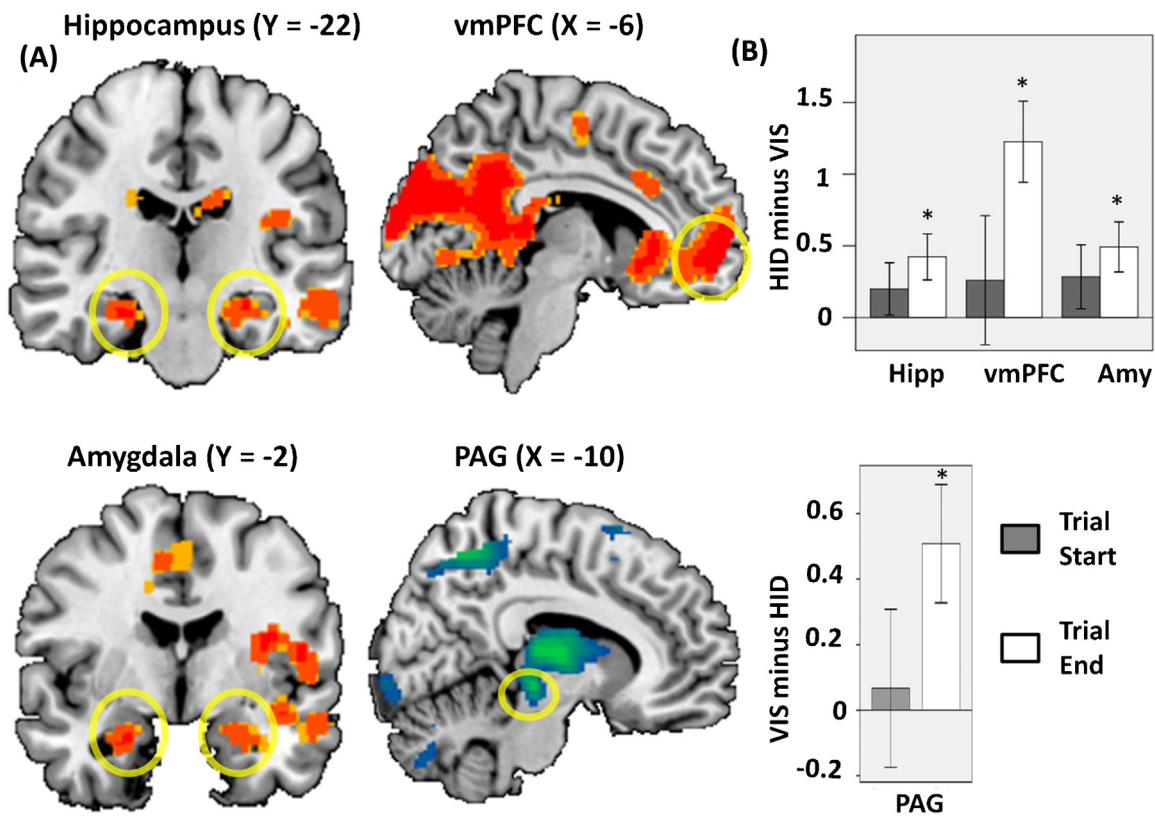 Hippocampus (Y = -22)
vmPFC (X = -6)
(A)
(B)
HID minus VIS
1.5
1
0.5
0
*
*
*
Hipp
vmPFC
Amy
Amygdala (Y = -2)
PAG (X = -10)
VIS minus HID
0.6
0.4
0.2
0
-0.2
*
PAG
Trial
Start
Trial
End